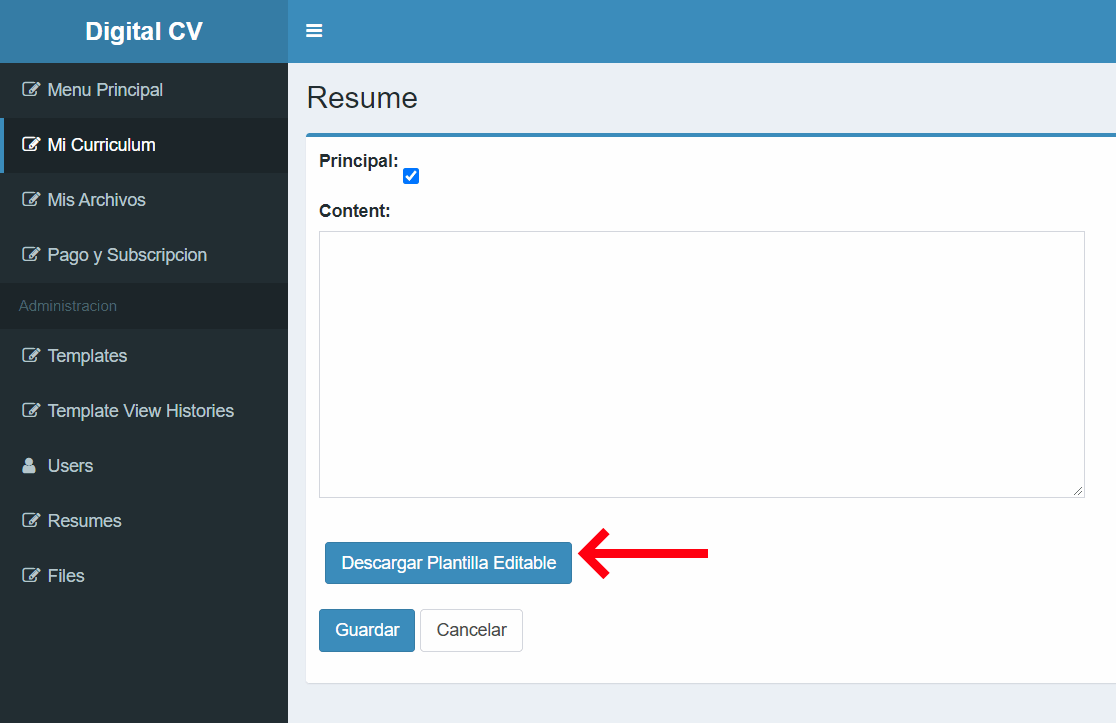 Digital CV
Menu Principal
Mi Curriculum
Mis Archivos
Pago y Subscripcion
Administracion
Templates
Template View Histories
Users
Resumes
Files
Resume
Principal:
Content:
Descargar Plantilla Editable
Guardar
Cancelar